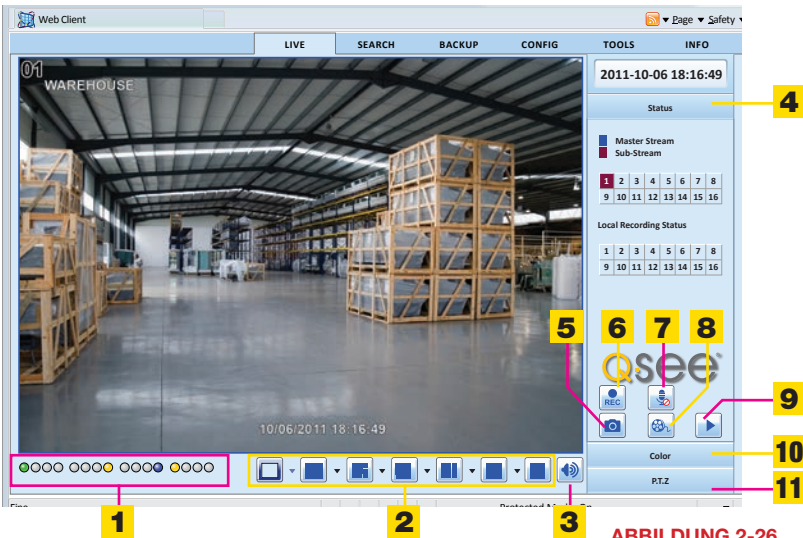 Web Client
Page Safety
LIVE SEARCH BACKUP CONFIG TOOLS INFO
01
WAREHOUSE
2011-10-06 18:16:49
Status
4
Master Stream
Sub-Stream
1 2 3 4 5 6 7 8
9 10 11 12 13 14 15 16
Local Recording Status
1 2 3 4 5 6 7 8
9 10 11 12 13 14 15 16
5 6 7 8
Q-see
REC
9
10/06/2011 18:16:49
Color
10
P.T.Z
11
1 2 3
ABBILDUNG 2-26